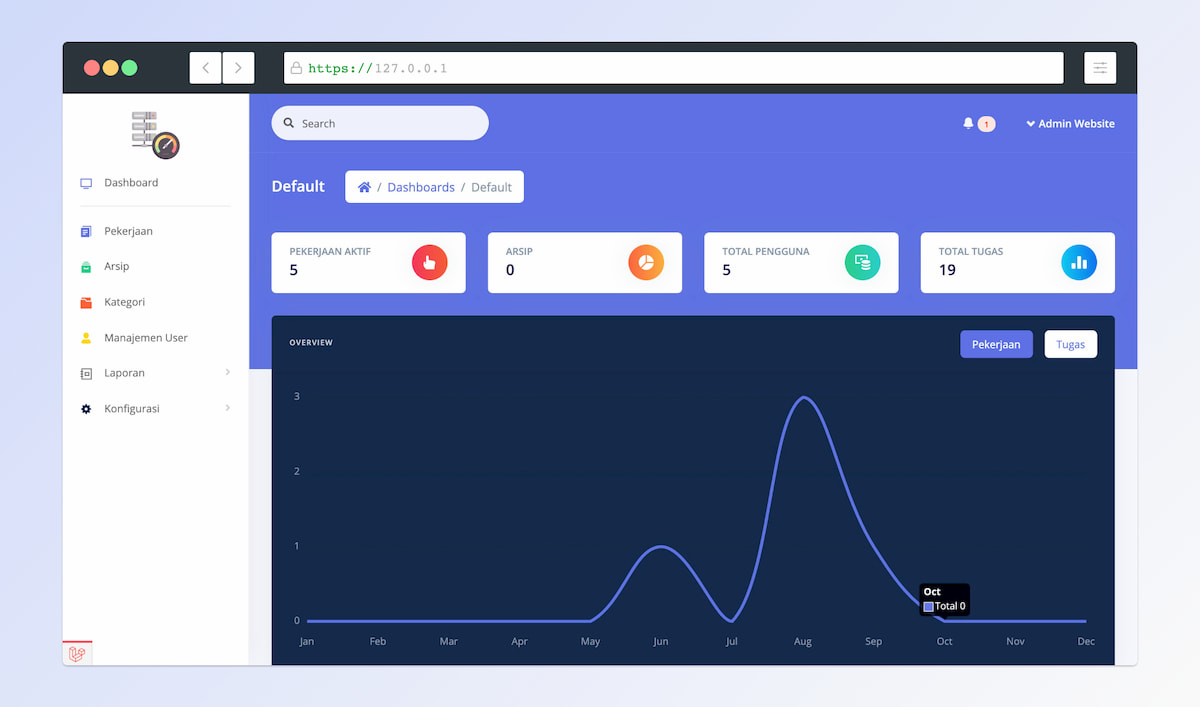 https://127.0.0.1
Search
1
Admin Website
Dashboard
Pekerjaan
Arsip
Kategori
Manajemen User
Laporan
Konfigurasi
Default
/ Dashboards / Default
PEKERJAAN AKTIF
5
ARSIP
0
TOTAL PENGGUNA
5
TOTAL TUGAS
19
OVERVIEW
Pekerjaan
Tugas
3
2
1
0
Oct
Total 0
Jan Feb Mar Apr May Jun Jul Aug Sep Oct Nov Dec